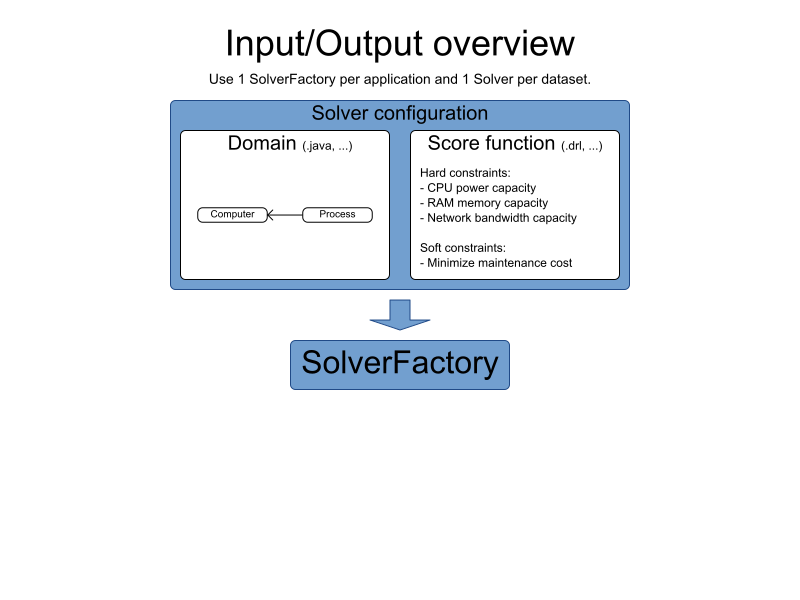 Input/Output overview
Use 1 SolverFactory per application and 1 Solver per dataset.
Solver configuration
Domain (.java, ...)
Computer
Process
Score function (.drl, ...)
Hard constraints:
- CPU power capacity
- RAM memory capacity
- Network bandwidth capacity
Soft constraints:
- Minimize maintenance cost
SolverFactory